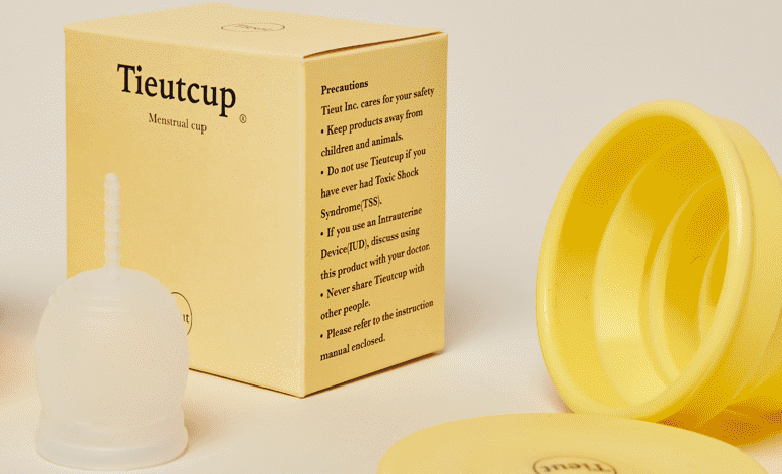 Tieut
Tieutcup
®
Menstrual cup
Precautions
Tieut Inc. cares for your safety
• Keep products away from
children and animals.
• Do not use Tieutcup if you
have ever had Toxic Shock
Syndrome(TSS).
• If you use an Intrauterine
Device(IUD), discuss using
this product with your doctor.
• Never share Tieutcup with
other people.
• Please refer to the instruction
manual enclosed.
Tieut